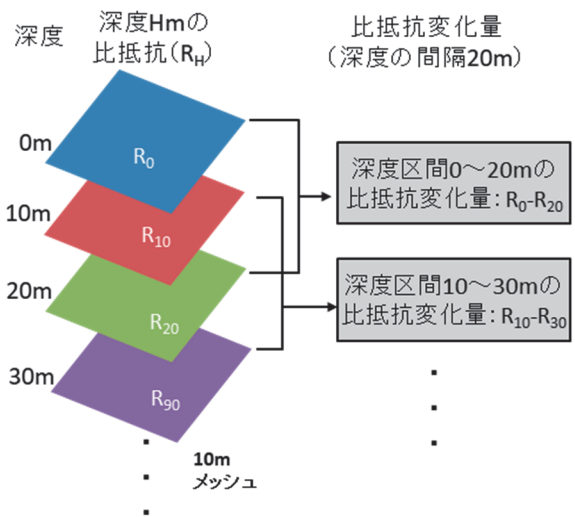 深度
深度Hmの
比抵抗(RH)
比抵抗変化量
(深度の間隔20m)
0m
R0
深度区間0～20mの
比抵抗変化量：R0-R20
10m
R10
20m
R20
深度区間10～30mの
比抵抗変化量：R10-R30
30m
R90
10m
メッシュ